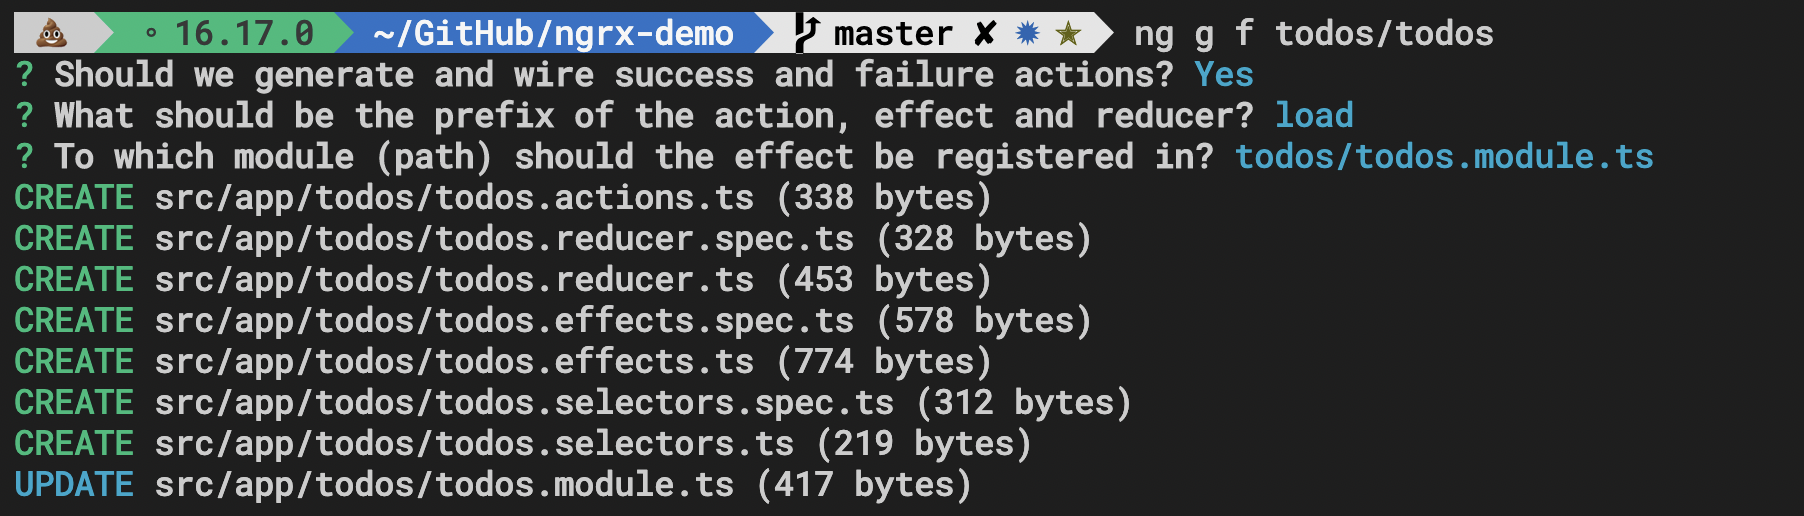 💩 ◦ 16.17.0 ~/GitHub/ngrx-demo master ✘ ✹ ✭ ng g f todos/todos
? Should we generate and wire success and failure actions? Yes
? What should be the prefix of the action, effect and reducer? load
? To which module (path) should the effect be registered in? todos/todos.module.ts
CREATE src/app/todos/todos.actions.ts (338 bytes)
CREATE src/app/todos/todos.reducer.spec.ts (328 bytes)
CREATE src/app/todos/todos.reducer.ts (453 bytes)
CREATE src/app/todos/todos.effects.spec.ts (578 bytes)
CREATE src/app/todos/todos.effects.ts (774 bytes)
CREATE src/app/todos/todos.selectors.spec.ts (312 bytes)
CREATE src/app/todos/todos.selectors.ts (219 bytes)
UPDATE src/app/todos/todos.module.ts (417 bytes)